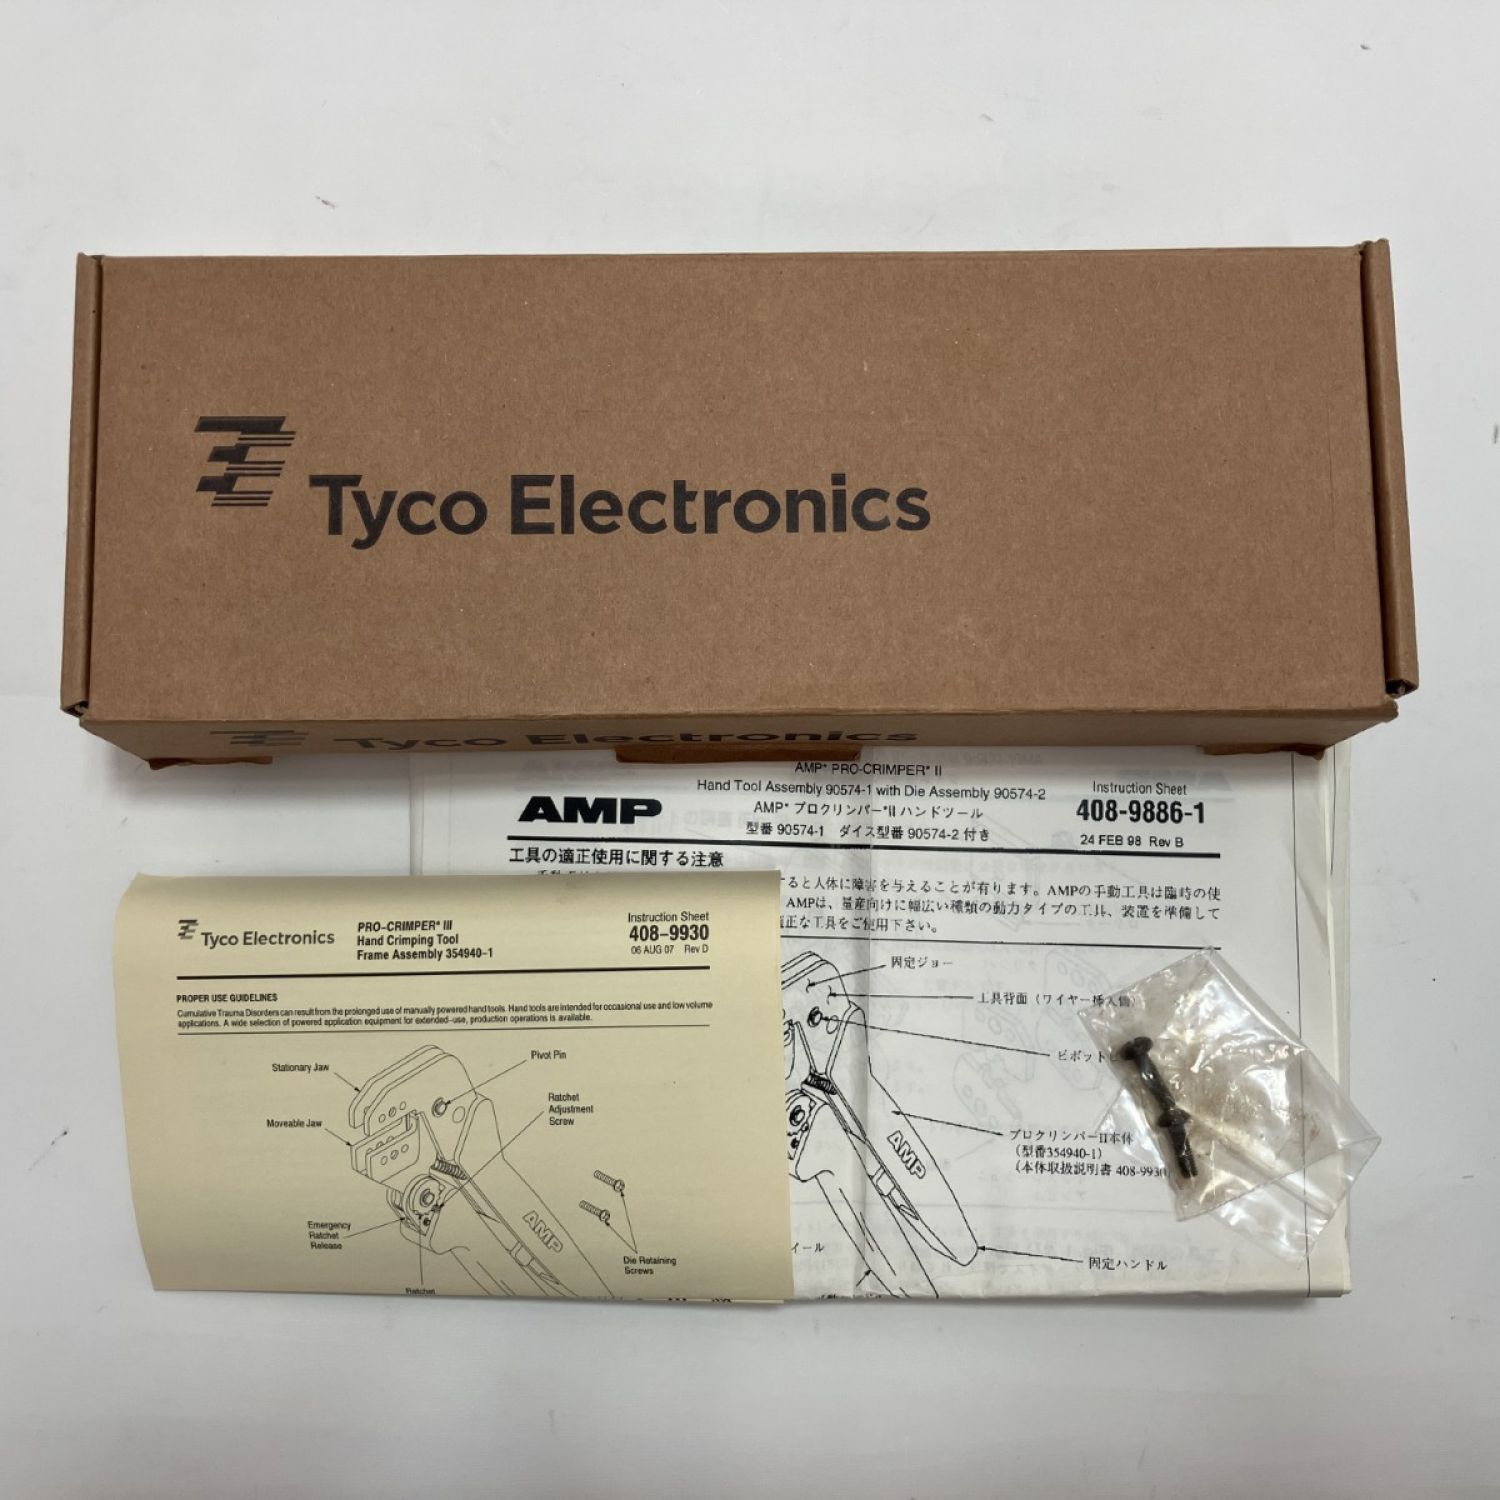 Tyco Electronics
Tyco Electronics
AMP* PRO-CRIMPER* II
Hand Tool Assembly 90574-1 with Die Assembly 90574-2
AMP* プロクリンパー*II ハンドツール
型番 90574-1 ダイス型番 90574-2 付き
AMP
Instruction Sheet
408-9886-1
24 FEB 98 Rev B
工具の適正使用に関する注意
すると人体に障害を与えることが有ります。AMPの手動工具は臨時の使
AMPは、量産向けに幅広い種類の動力タイプの工具、装置を準備して
正な工具をご使用下さい。
固定ジョー
工具背面（ワイヤー挿入側）
ピボット
プロクリンパーII本体
（型番354940-1）
（本体取扱説明書 408-9930
AMP
イール
固定ハンドル
Tyco Electronics
PRO-CRIMPER* III
Hand Crimping Tool
Frame Assembly 354940-1
Instruction Sheet
408-9930
06 AUG 07 Rev D
PROPER USE GUIDELINES
Cumulative Trauma Disorders can result from the prolonged use of manually powered hand tools. Hand tools are intended for occasional use and low volume
applications. A wide selection of powered application equipment for extended-use, production operations is available.
Stationary Jaw
Pivot Pin
Moveable Jaw
Ratchet
Adjustment
Screw
Emergency
Ratchet
Release
AMP
Die Retaining
Screws
Ratchet